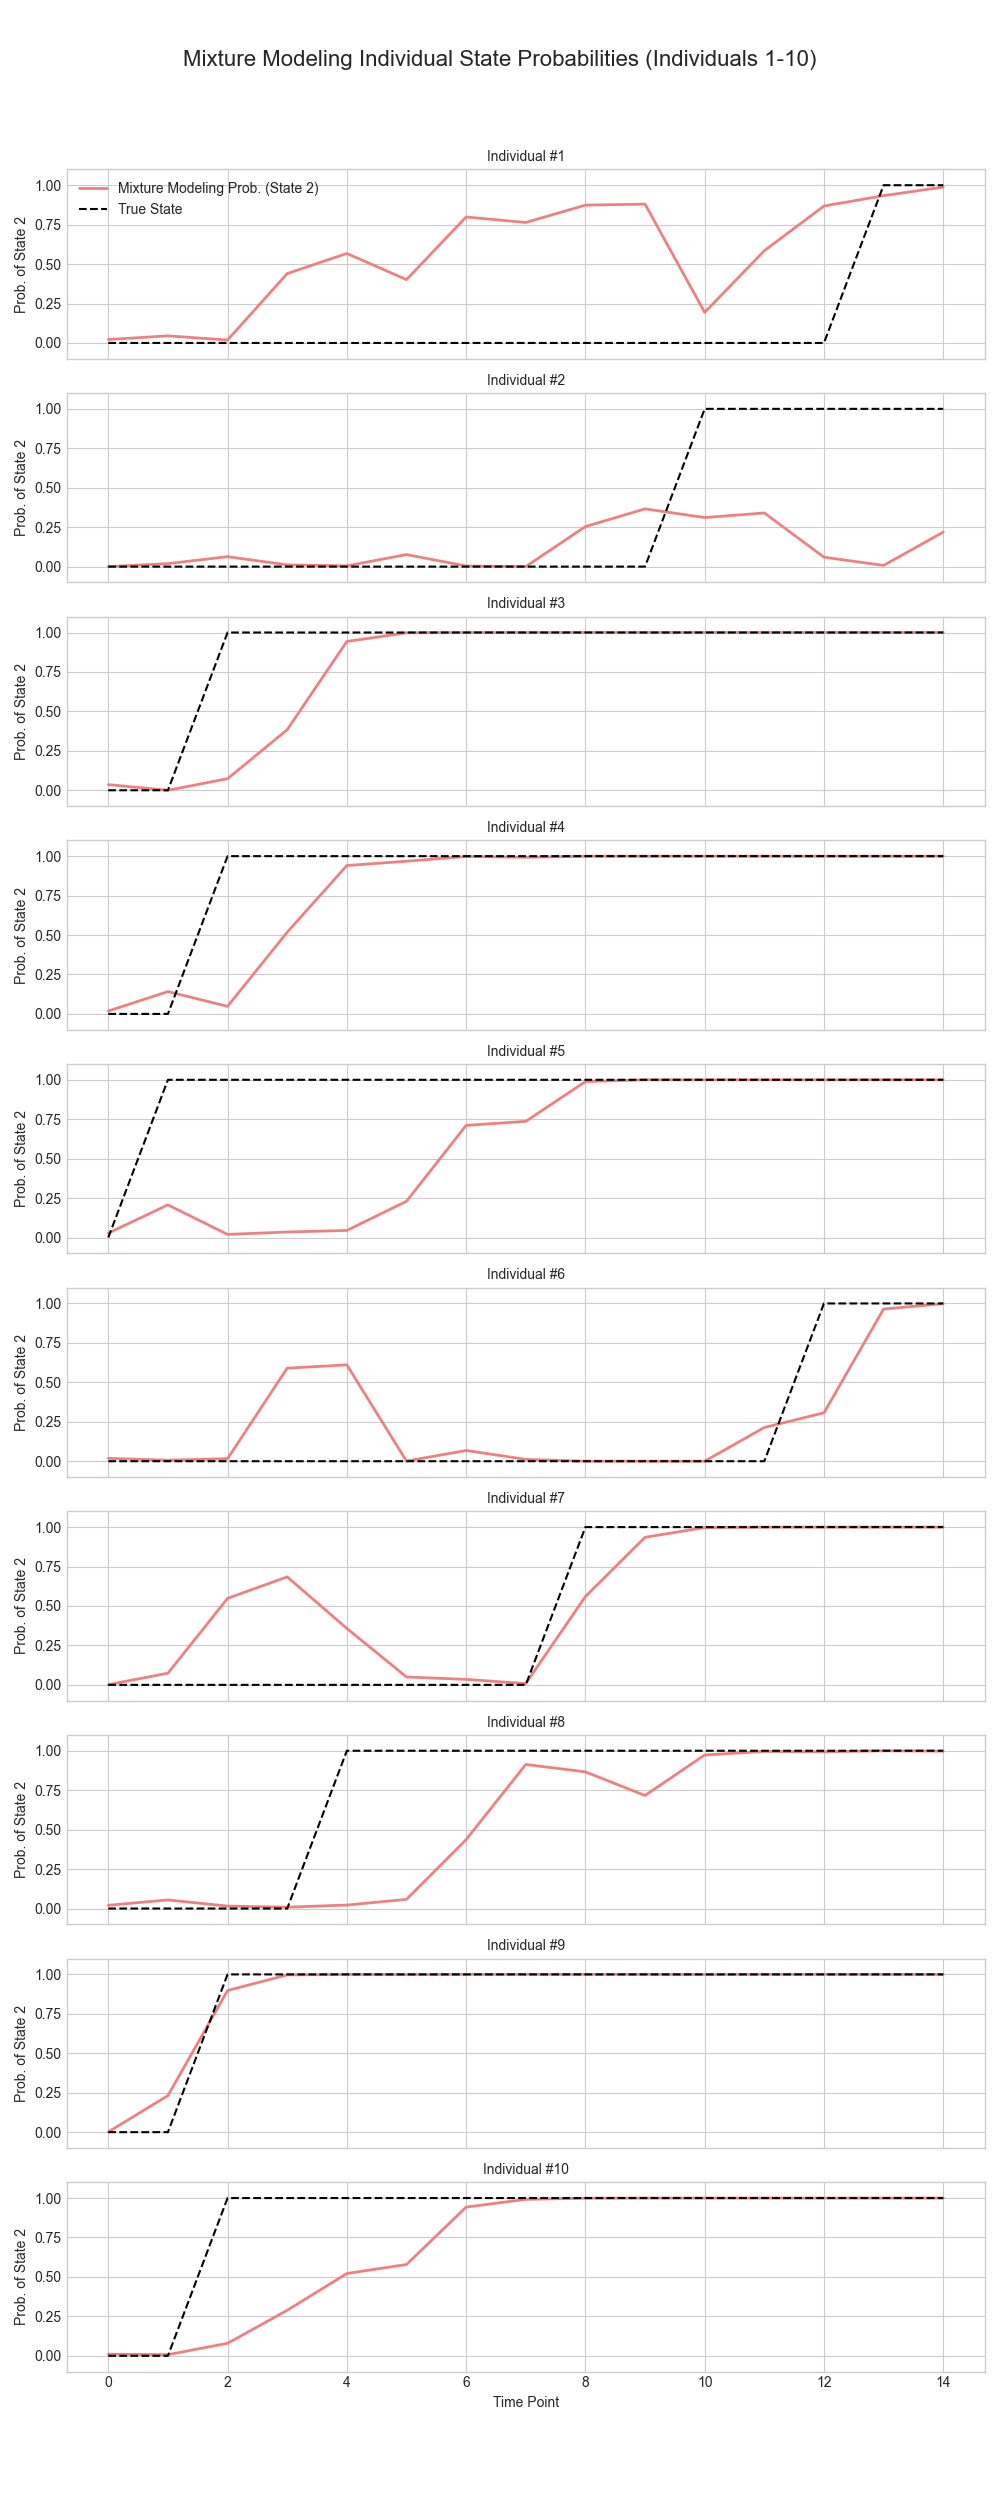 Mixture Modeling Individual State Probabilities (Individuals 1-10)
Individual #1
Mixture Modeling Prob. (State 2)
True State
1.00
0.75
0.50
0.25
0.00
Prob. of State 2
Individual #2
1.00
0.75
0.50
0.25
0.00
Prob. of State 2
Individual #3
1.00
0.75
0.50
0.25
0.00
Prob. of State 2
Individual #4
1.00
0.75
0.50
0.25
0.00
Prob. of State 2
Individual #5
1.00
0.75
0.50
0.25
0.00
Prob. of State 2
Individual #6
1.00
0.75
0.50
0.25
0.00
Prob. of State 2
Individual #7
1.00
0.75
0.50
0.25
0.00
Prob. of State 2
Individual #8
1.00
0.75
0.50
0.25
0.00
Prob. of State 2
Individual #9
1.00
0.75
0.50
0.25
0.00
Prob. of State 2
Individual #10
1.00
0.75
0.50
0.25
0.00
Prob. of State 2
0 2 4 6 8 10 12 14
Time Point